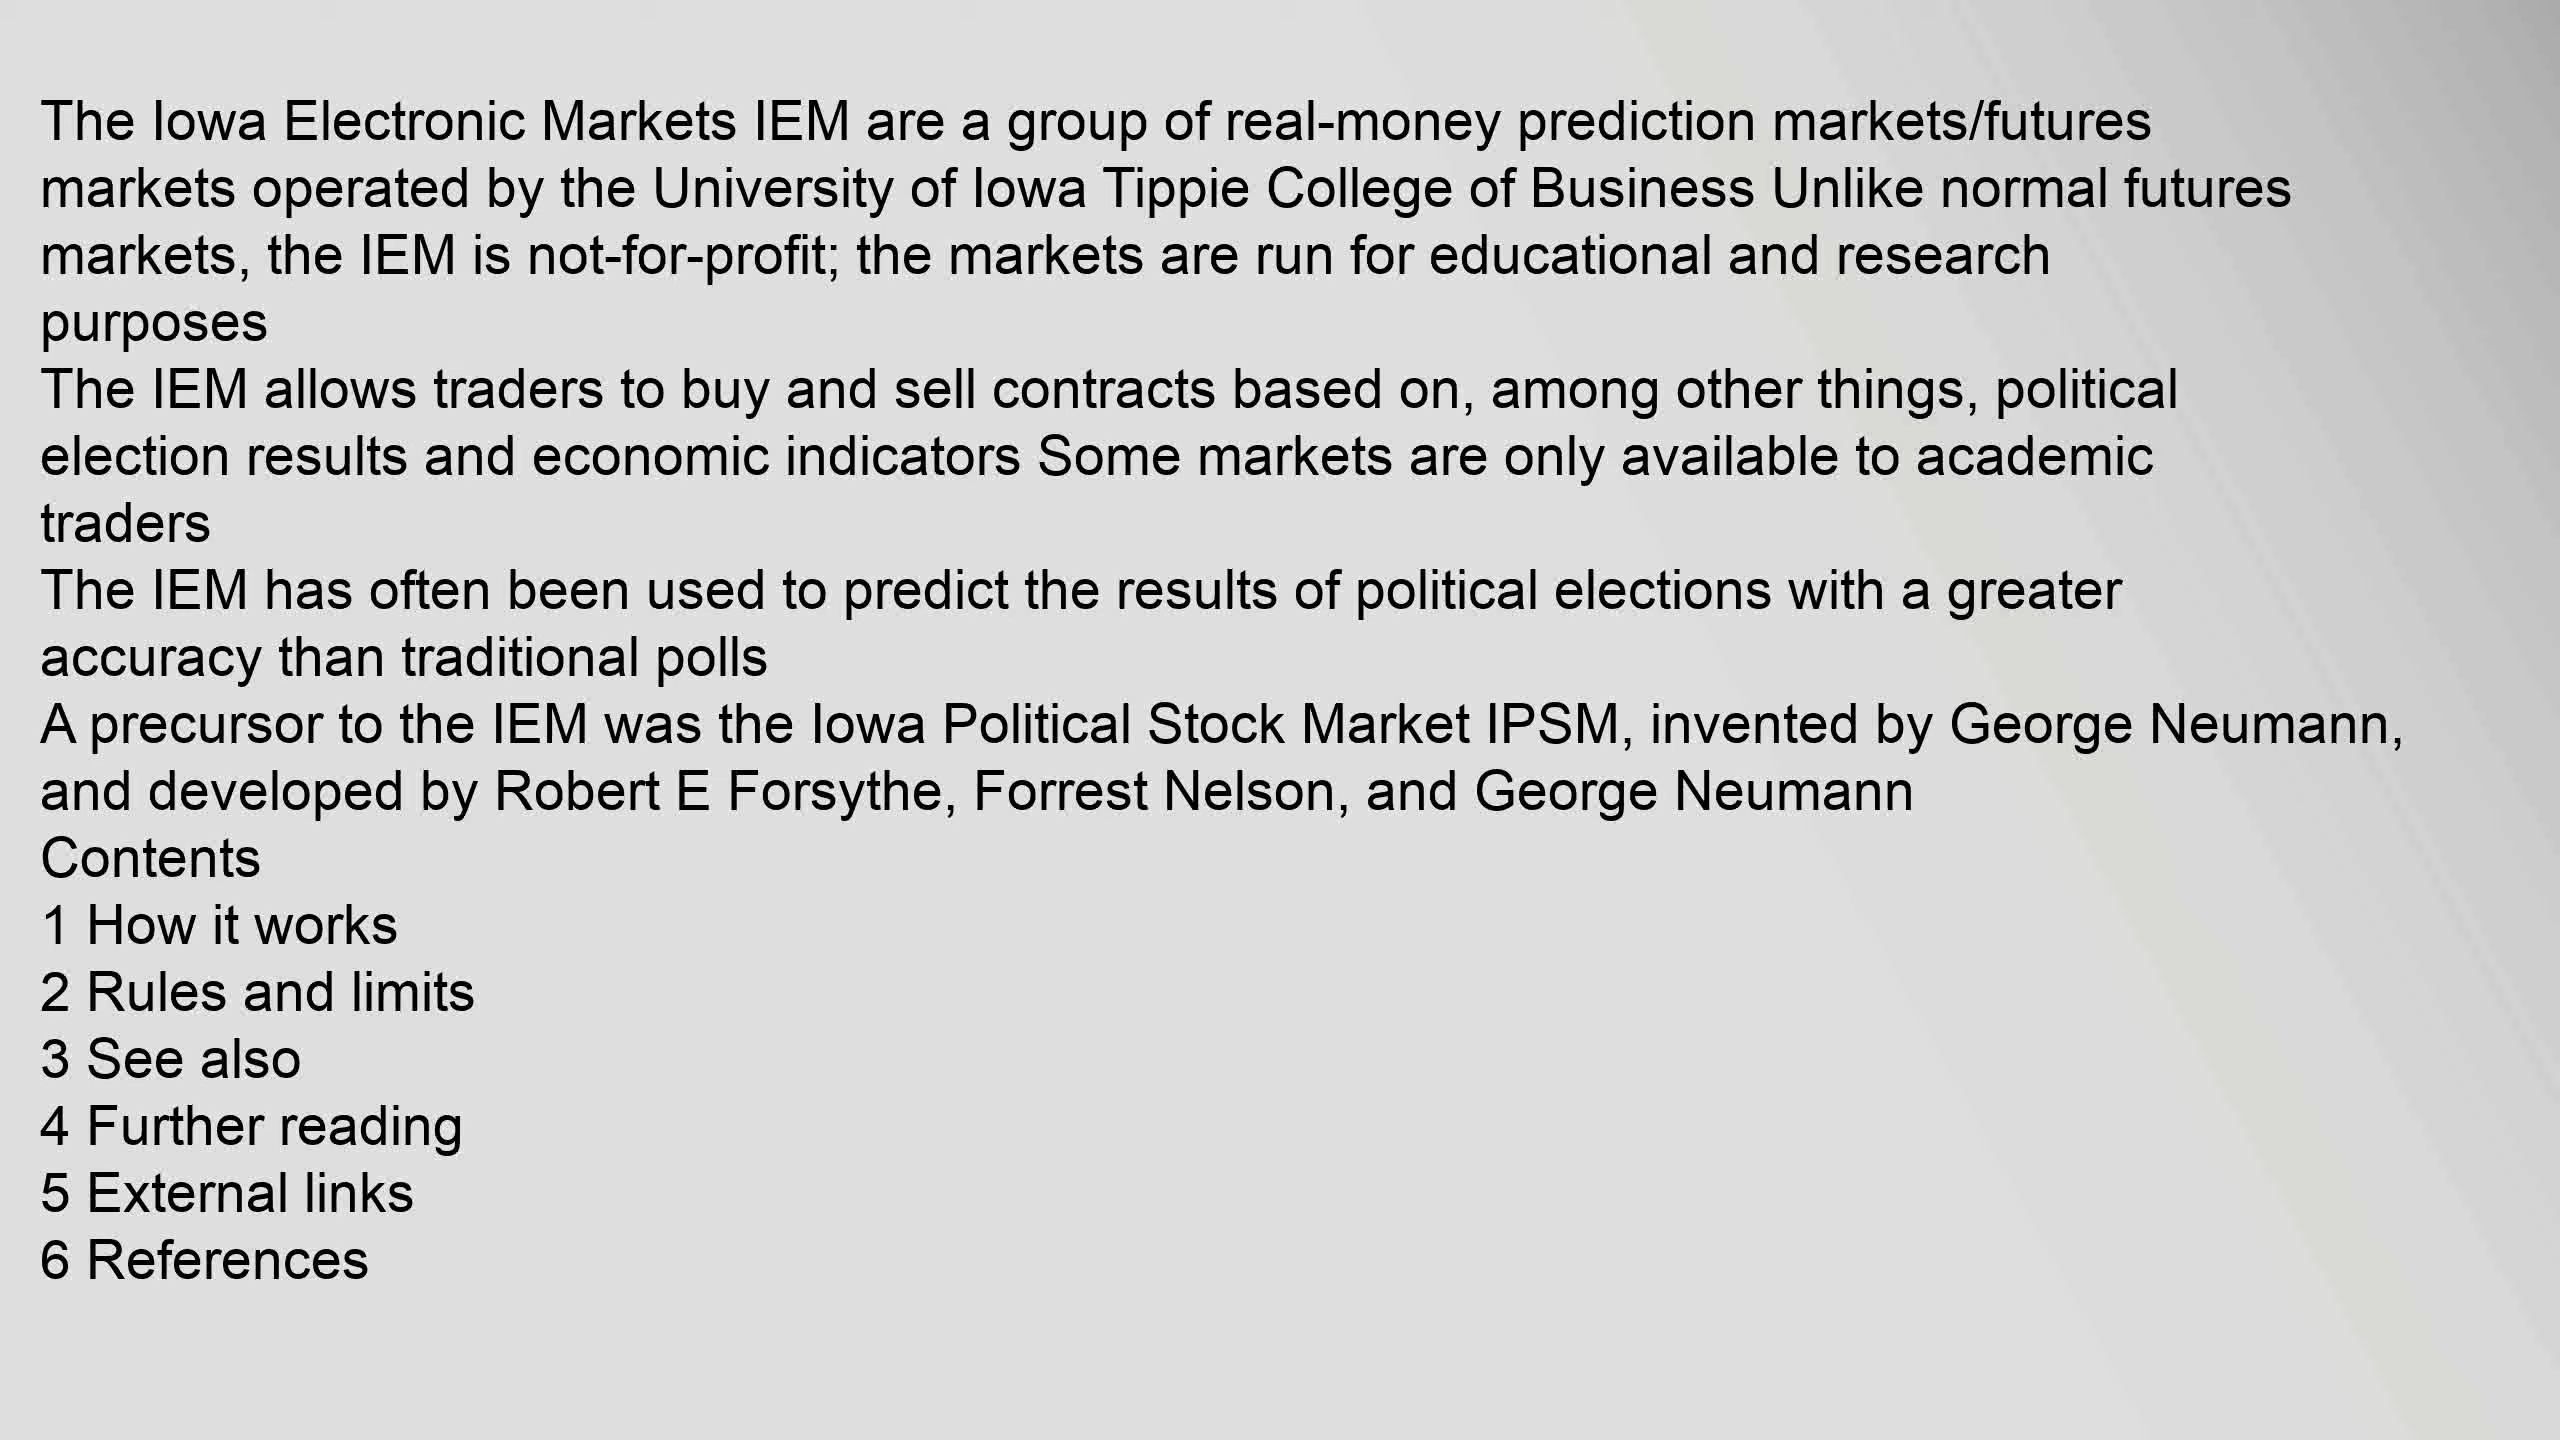 The Iowa Electronic Markets IEM are a group of real-money prediction markets/futures
markets operated by the University of Iowa Tippie College of Business Unlike normal futures
markets, the IEM is not-for-profit; the markets are run for educational and research
purposes
The IEM allows traders to buy and sell contracts based on, among other things, political
election results and economic indicators Some markets are only available to academic
traders
The IEM has often been used to predict the results of political elections with a greater
accuracy than traditional polls
A precursor to the IEM was the Iowa Political Stock Market IPSM, invented by George Neumann,
and developed by Robert E Forsythe, Forrest Nelson, and George Neumann
Contents
1 How it works
2 Rules and limits
3 See also
4 Further reading
5 External links
6 References